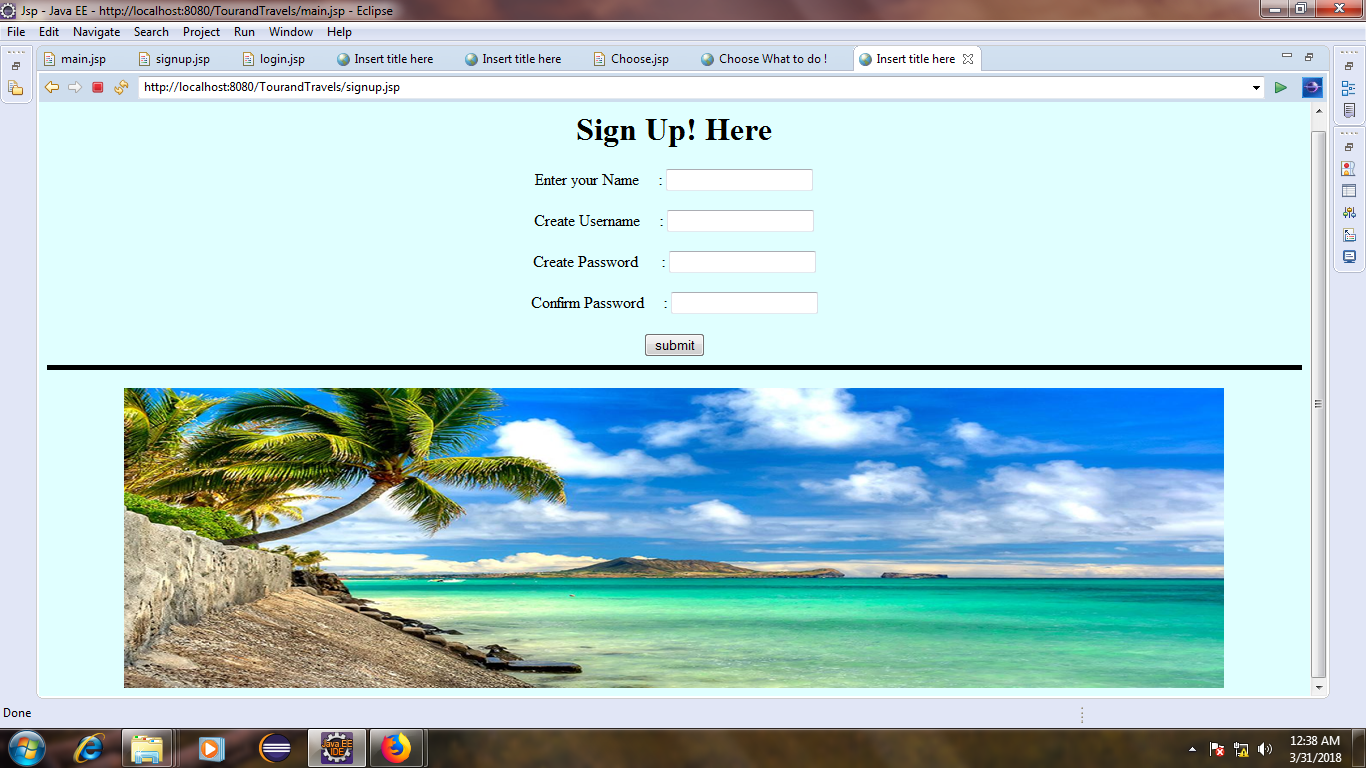 Jsp - Java EE - http://localhost:8080/TourandTravels/main.jsp - Eclipse
File Edit Navigate Search Project Run Window Help
main.jsp signup.jsp login.jsp Insert title here Insert title here Choose.jsp Choose What to do ! Insert title here
http://localhost:8080/TourandTravels/signup.jsp
Sign Up! Here
Enter your Name :
Create Username :
Create Password :
Confirm Password :
submit
Done
Java EE
IDE
12:38 AM
3/31/2018